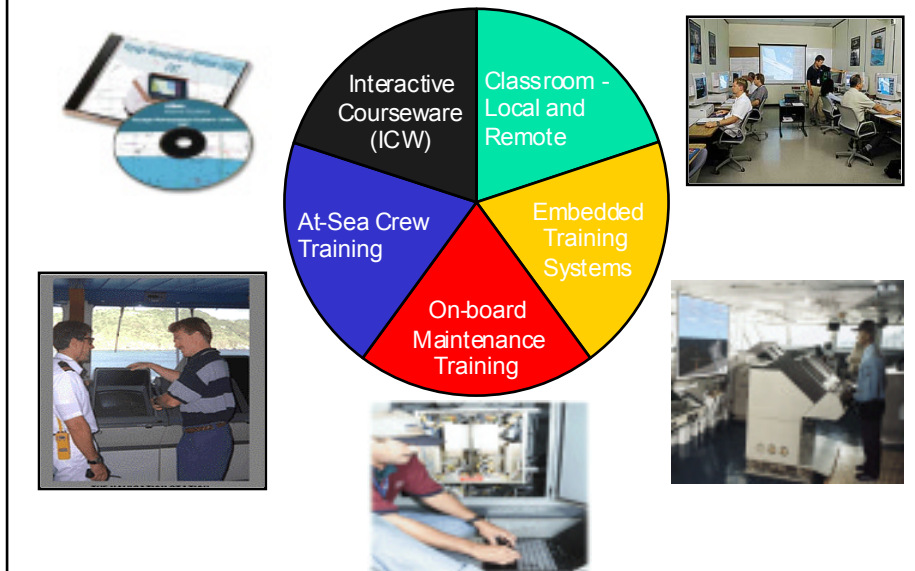 Interactive
Courseware
(ICW)
Classroom -
Local and
Remote
At-Sea Crew
Training
Embedded
Training
Systems
On-board
Maintenance
Training